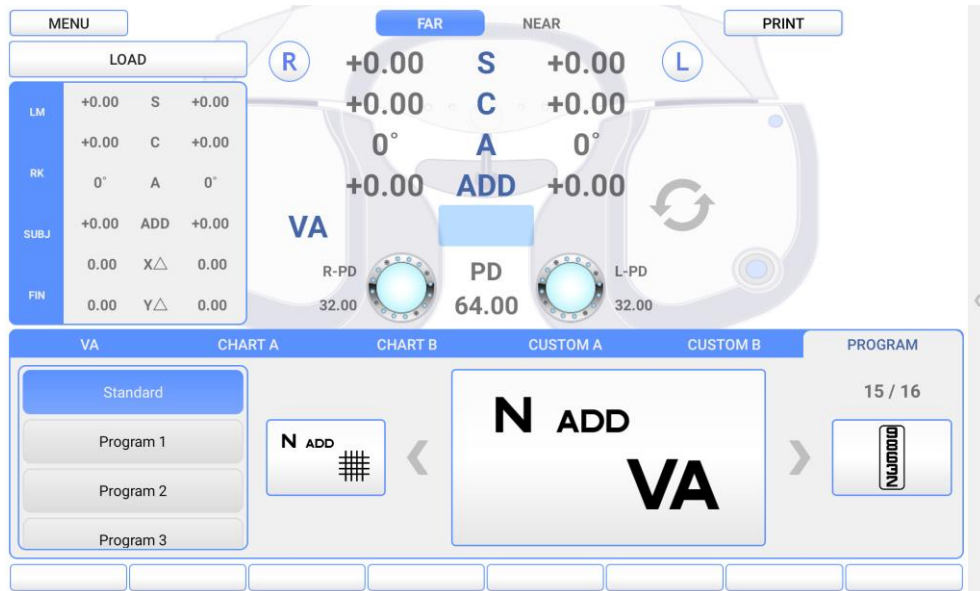 MENU
FAR
NEAR
PRINT
LOAD
R
+0.00 S +0.00
L
+0.00 C +0.00
0° A 0°
+0.00 ADD +0.00
VA
R-PD
PD
L-PD
32.00
64.00
32.00
LM
RK
SUBJ
FIN
+0.00 S +0.00
+0.00 C +0.00
0° A 0°
+0.00 ADD +0.00
0.00 X△ 0.00
0.00 Y△ 0.00
VA
CHART A
CHART B
CUSTOM A
CUSTOM B
PROGRAM
Standard
Program 1
Program 2
Program 3
N ADD
N ADD
VA
15 / 16